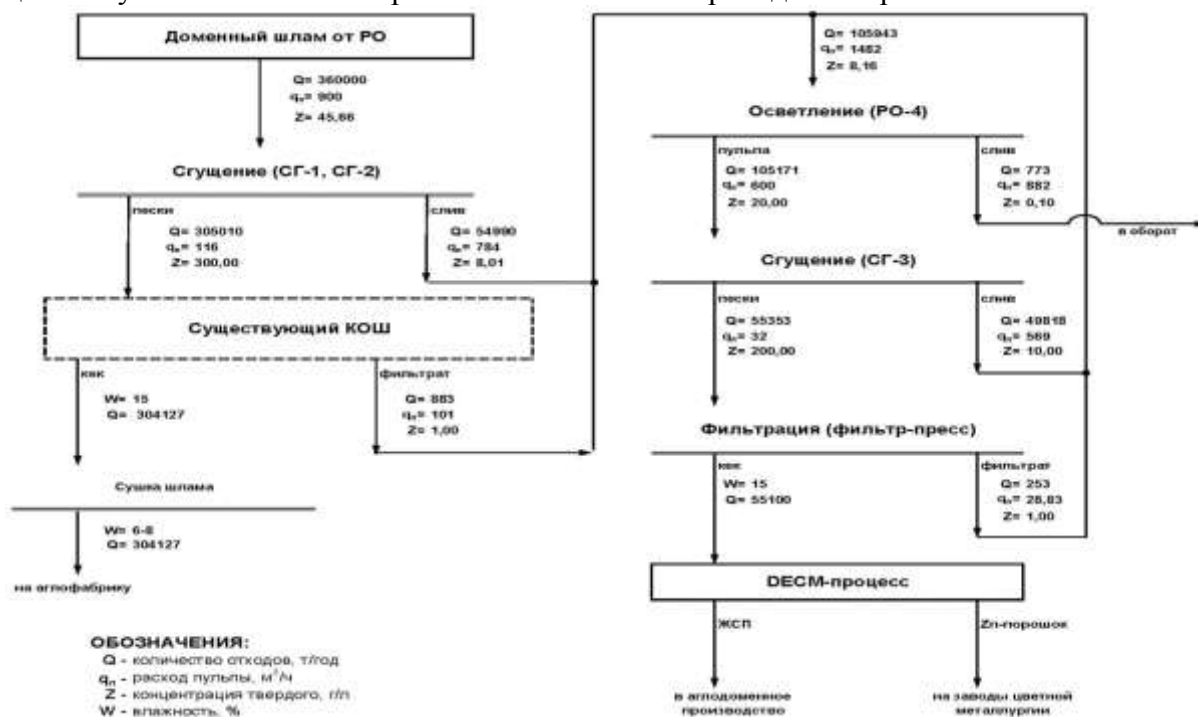 Доменный шлам от РО
Q= 360000
qп= 900
Z= 45,66
Сгущение (СГ-1, СГ-2)
пески
Q= 305010
qп= 116
Z= 300,00
слив
Q= 54990
qп= 784
Z= 8,01
Существующий КОШ
кек
W= 15
Q= 304127
фильтрат
Q= 883
qп= 101
Z= 1,00
Сушка шлама
W= 6-8
Q= 304127
на аглофабрику
Q= 105943
qп= 1482
Z= 8,16
Осветление (РО-4)
пульпа
Q= 105171
qп= 600
Z= 20,00
слив
Q= 773
qп= 882
Z= 0,10
в оборот
Сгущение (СГ-3)
пески
Q= 55353
qп= 32
Z= 200,00
слив
Q= 49818
qп= 569
Z= 10,00
Фильтрация (фильтр-пресс)
кек
W= 15
Q= 55100
фильтрат
Q= 253
qп= 28,83
Z= 1,00
DECM-процесс
ЖСП
Zn-порошок
в аглодоменное
производство
на заводы цветной
металлургии
ОБОЗНАЧЕНИЯ:
Q - количество отходов, т/год
qп - расход пульпы, м³/ч
Z - концентрация твердого, г/л
W - влажность, %